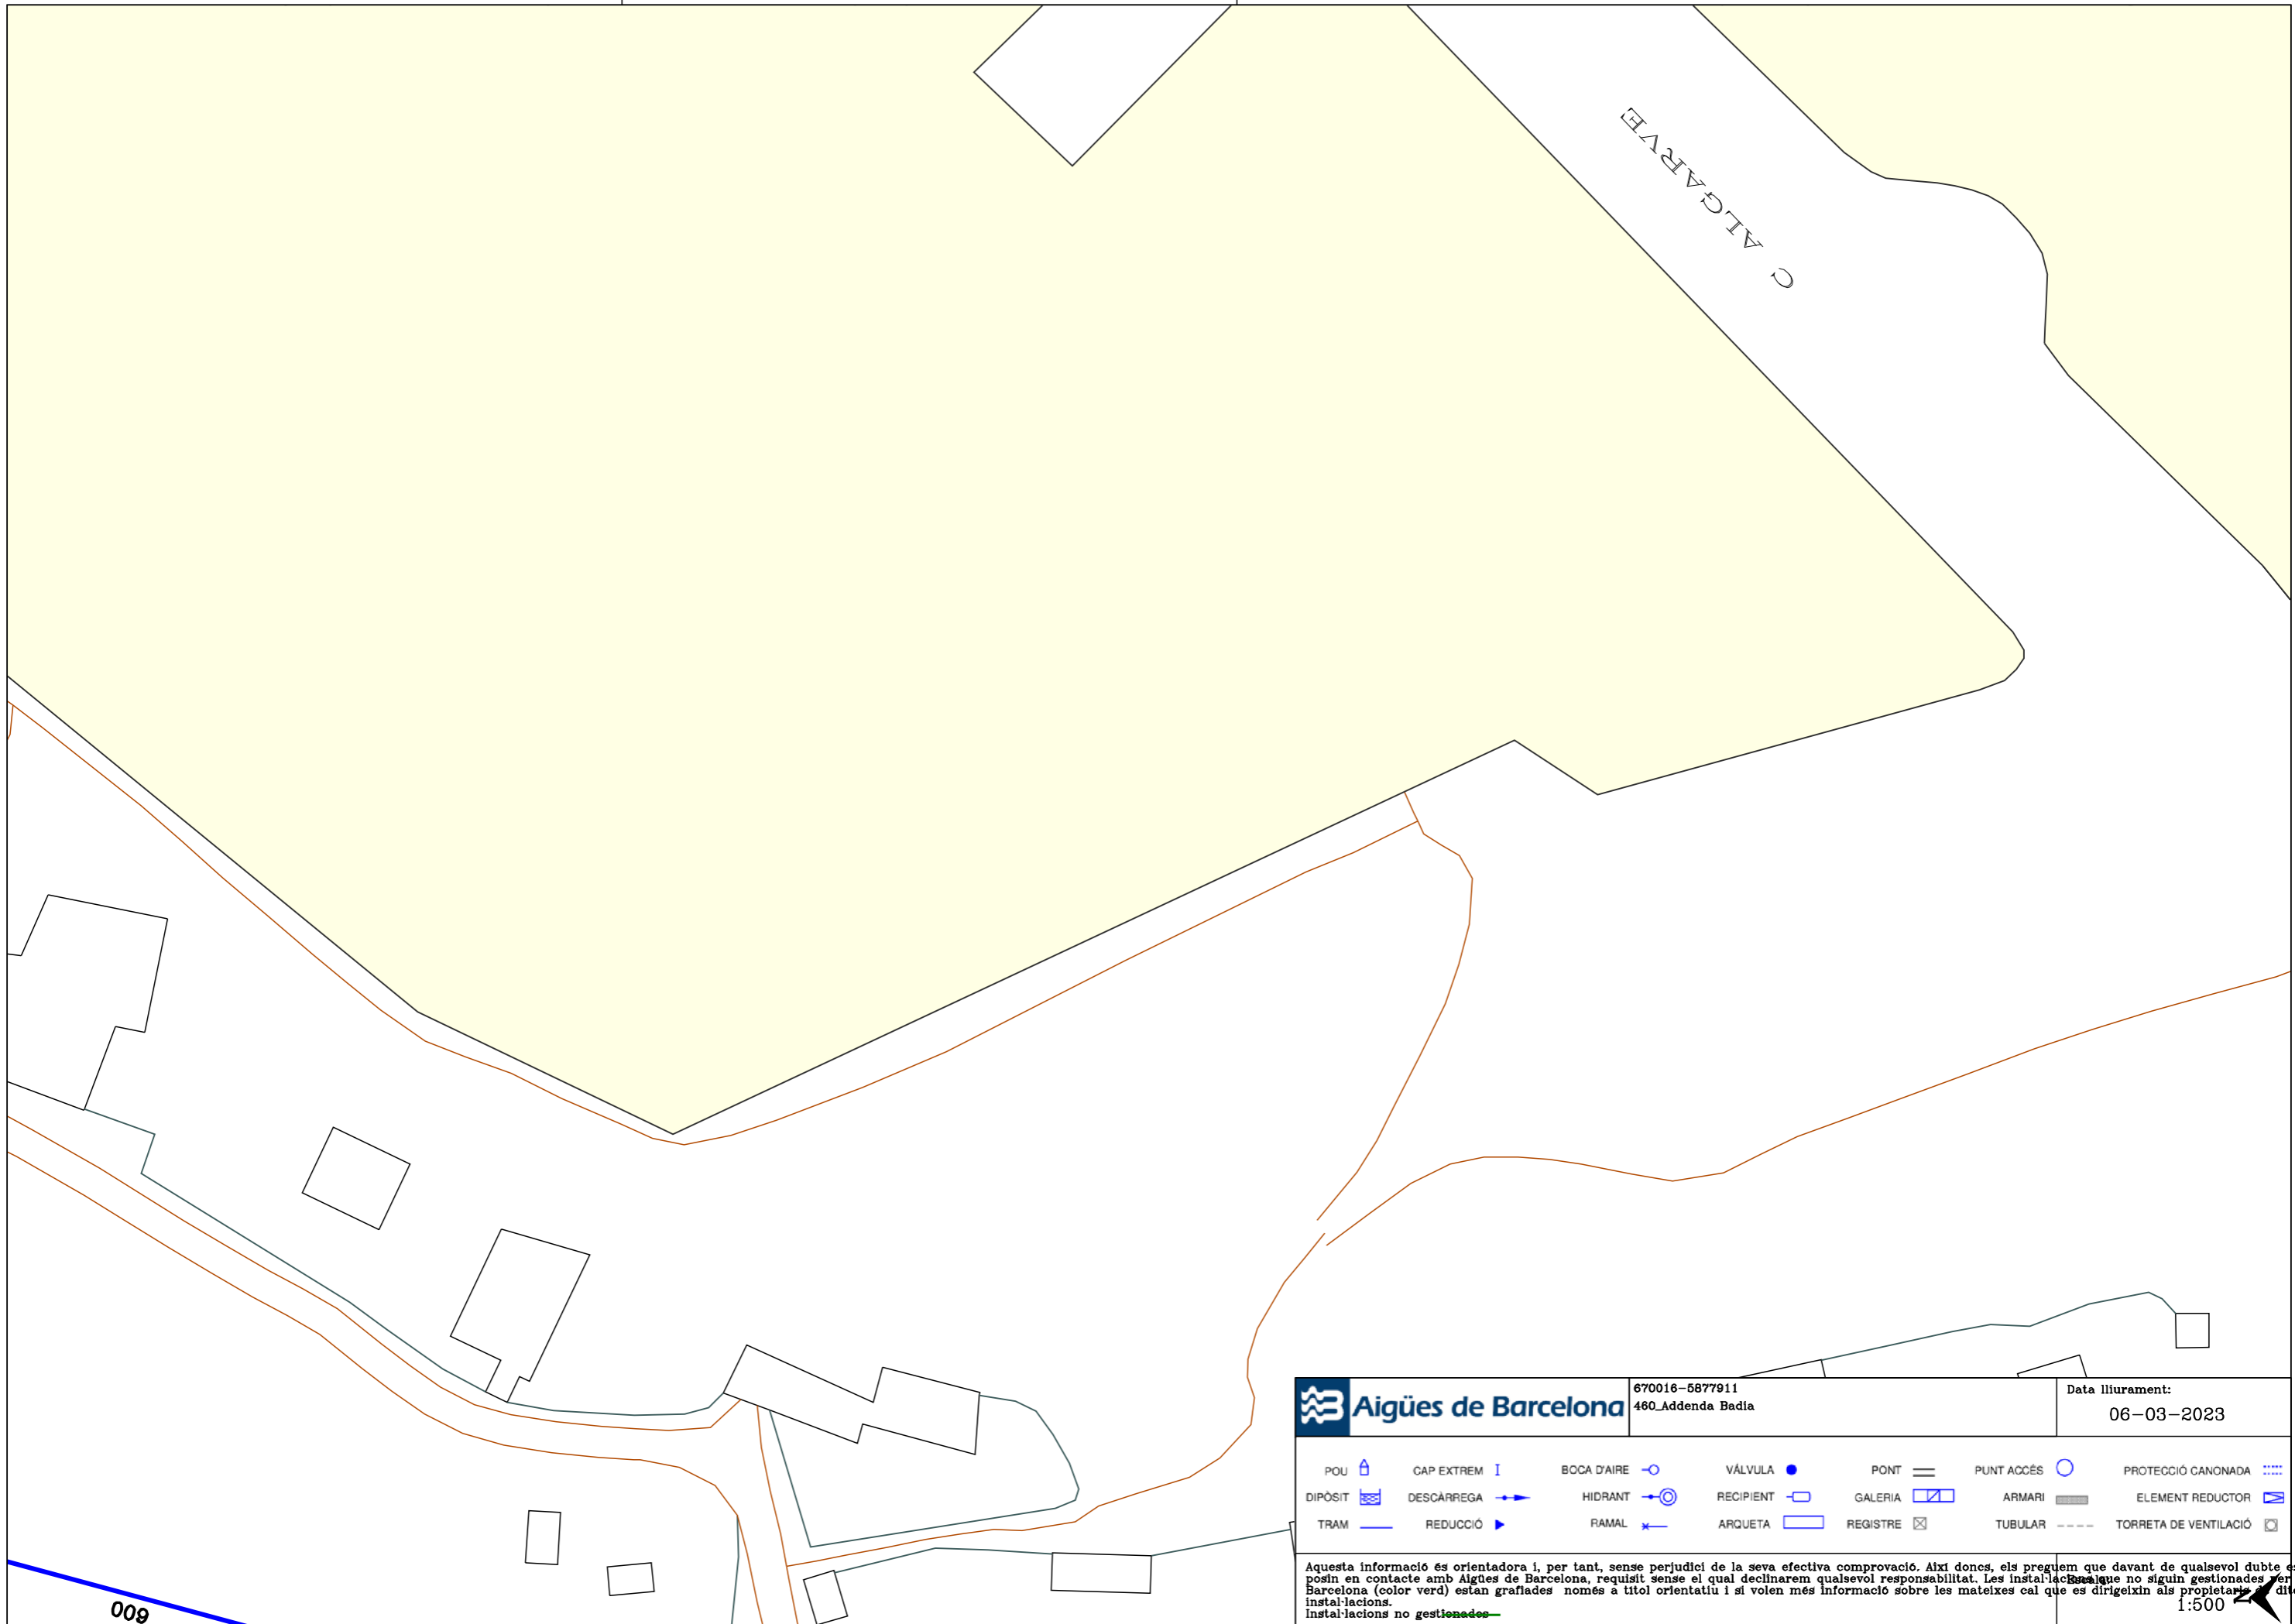 C ALGARVE
600
Aigües de Barcelona
670016-5877911
460_Addenda Badia
Data lliurament:
06-03-2023
POU CAP EXTREM BOCA D'AIRE VÁLVULA PONT PUNT ACCÉS PROTECCIÓ CANONADA
DIPÒSIT DESCÀRREGA HIDRANT RECIPIENT GALERIA ARMARI ELEMENT REDUCTOR
TRAM REDUCCIÓ RAMAL ARQUETA REGISTRE TUBULAR TORRETA DE VENTILACIÓ
Aquesta informació és orientadora i, per tant, sense perjudici de la seva efectiva comprovació. Així doncs, els preguem que davant de qualsevol dubte es
posin en contacte amb Aigües de Barcelona, requisit sense el qual declinarem qualsevol responsabilitat. Les instal·lacions que no siguin gestionades per
Barcelona (color verd) estan grafiades només a títol orientatiu i si volen més informació sobre les mateixes cal que es dirigeixin als propietaris de dites
instal·lacions.
Instal·lacions no gestionades
Escala:
1:500
N